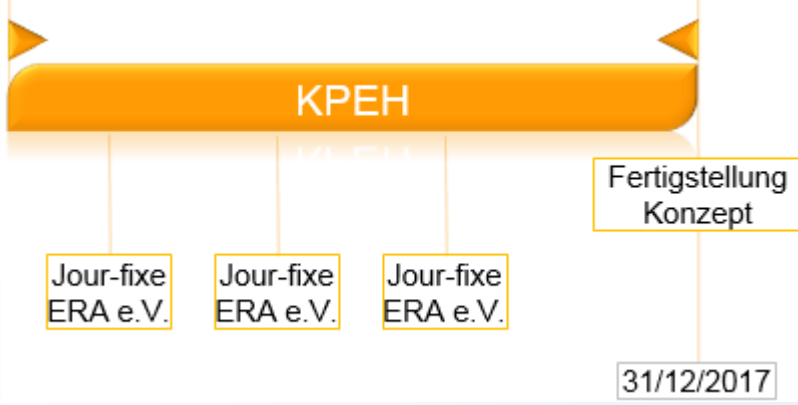 KPEH
Fertigstellung
Konzept
Jour-fixe
ERA e.V.
Jour-fixe
ERA e.V.
Jour-fixe
ERA e.V.
31/12/2017